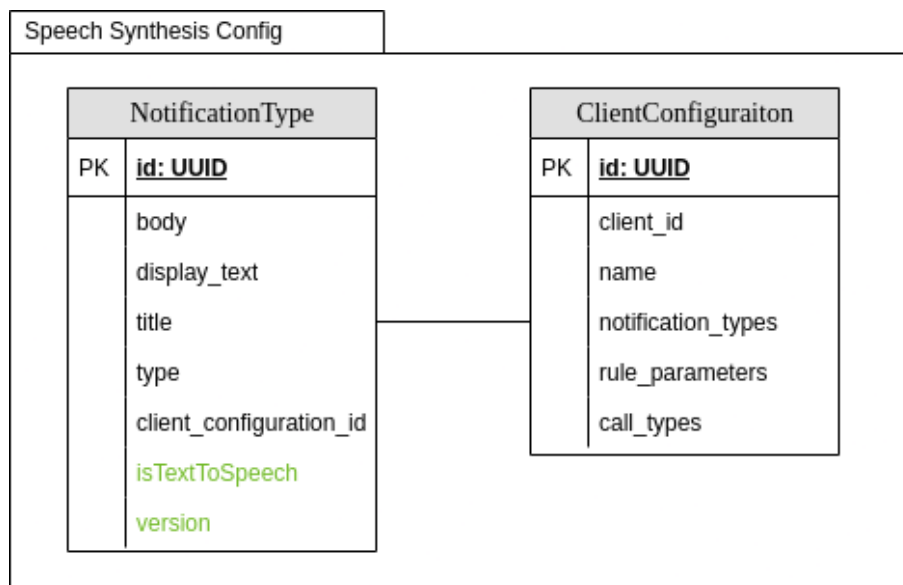 Speech Synthesis Config
NotificationType
PK id: UUID
body
display_text
title
type
client_configuration_id
isTextToSpeech
version
ClientConfiguraiton
PK id: UUID
client_id
name
notification_types
rule_parameters
call_types